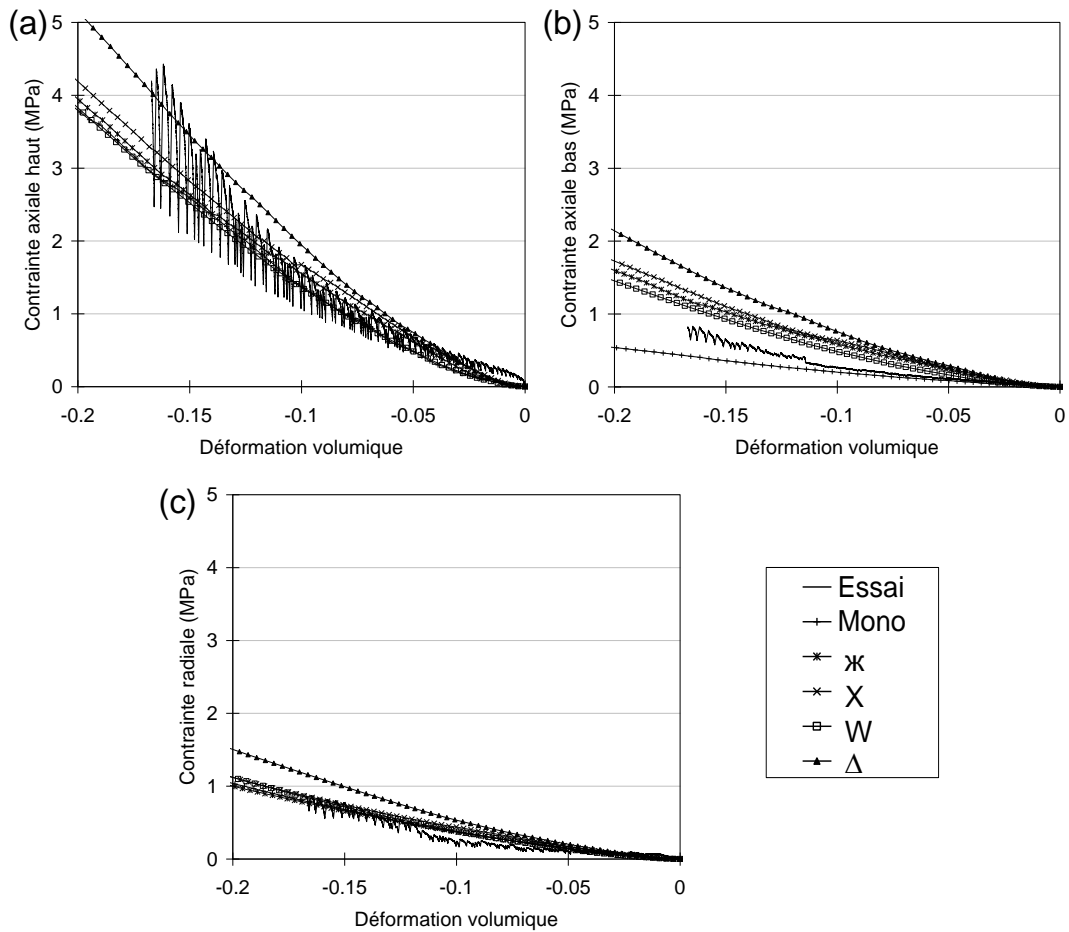 (a)
5
4
3
2
1
0
Contrainte axiale haut (MPa)
-0.2
-0.15
-0.1
-0.05
0
Déformation volumique
(b)
5
4
3
2
1
0
Contrainte axiale bas (MPa)
-0.2
-0.15
-0.1
-0.05
0
Déformation volumique
(c)
5
4
3
2
1
0
Contrainte radiale (MPa)
-0.2
-0.15
-0.1
-0.05
0
Déformation volumique
Essai
Mono
ж
X
W
Δ